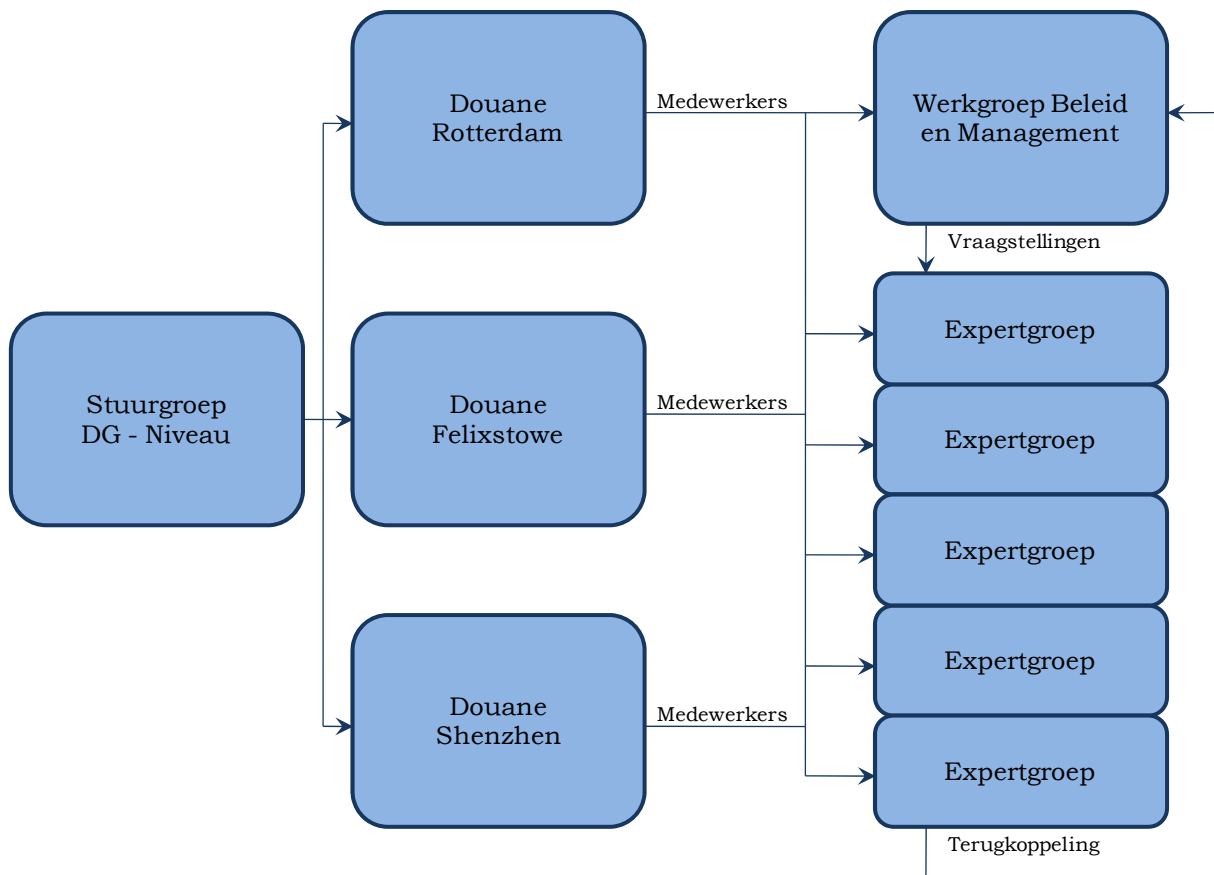 Douane
Rotterdam
Medewerkers
Werkgroep Beleid
en Management
Vraagstellingen
Stuurgroep
DG - Niveau
Douane
Felixstowe
Medewerkers
Douane
Shenzhen
Medewerkers
Expertgroep
Expertgroep
Expertgroep
Expertgroep
Expertgroep
Terugkoppeling